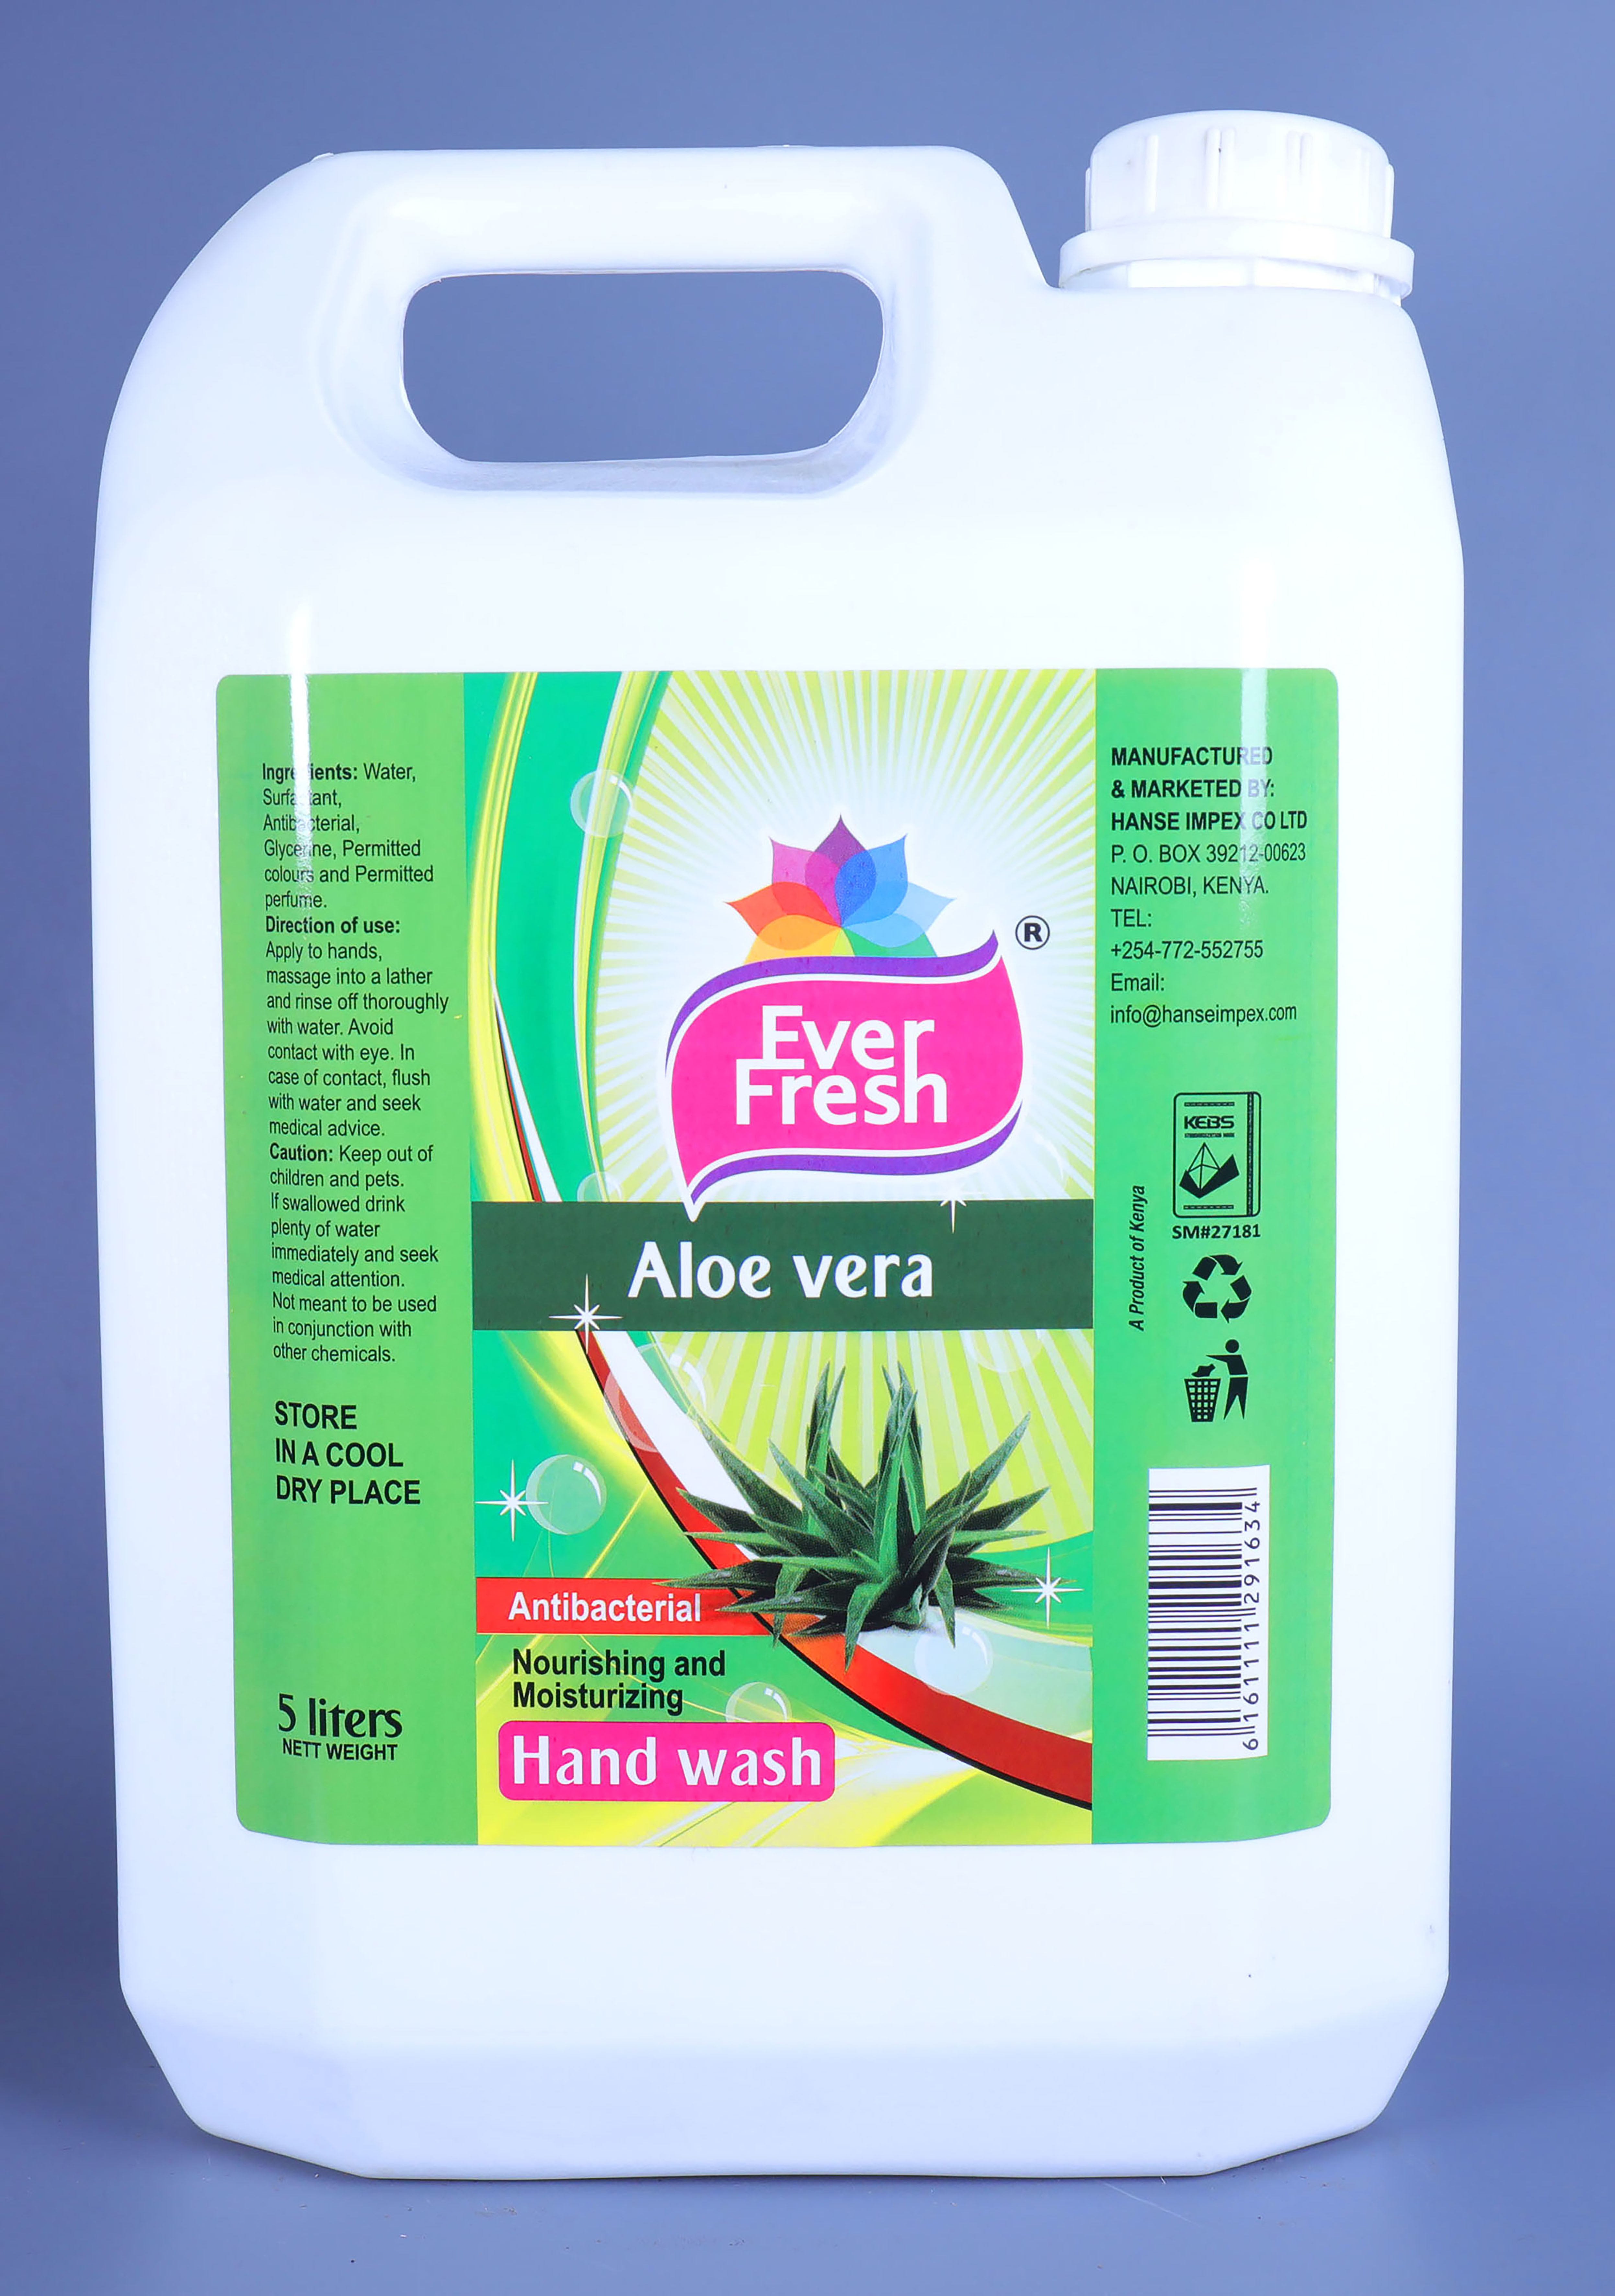 Ingredients: Water,
Surfactant,
Antibacterial,
Glycerine, Permitted
colours and Permitted
perfume.
Direction of use:
Apply to hands,
massage into a lather
and rinse off thoroughly
with water. Avoid
contact with eye. In
case of contact, flush
with water and seek
medical advice.
Caution: Keep out of
children and pets.
If swallowed drink
plenty of water
immediately and seek
medical attention.
Not meant to be used
in conjunction with
other chemicals.
STORE
IN A COOL
DRY PLACE
5 liters
NETT WEIGHT
®
Ever
Fresh
Aloe vera
Antibacterial
Nourishing and
Moisturizing
Hand wash
MANUFACTURED
& MARKETED BY:
HANSE IMPEX CO LTD
P. O. BOX 39212-00623
NAIROBI, KENYA.
TEL:
+254-772-552755
Email:
info@hanseimpex.com
KEBS
SM#27181
A Product of Kenya
6161111291634